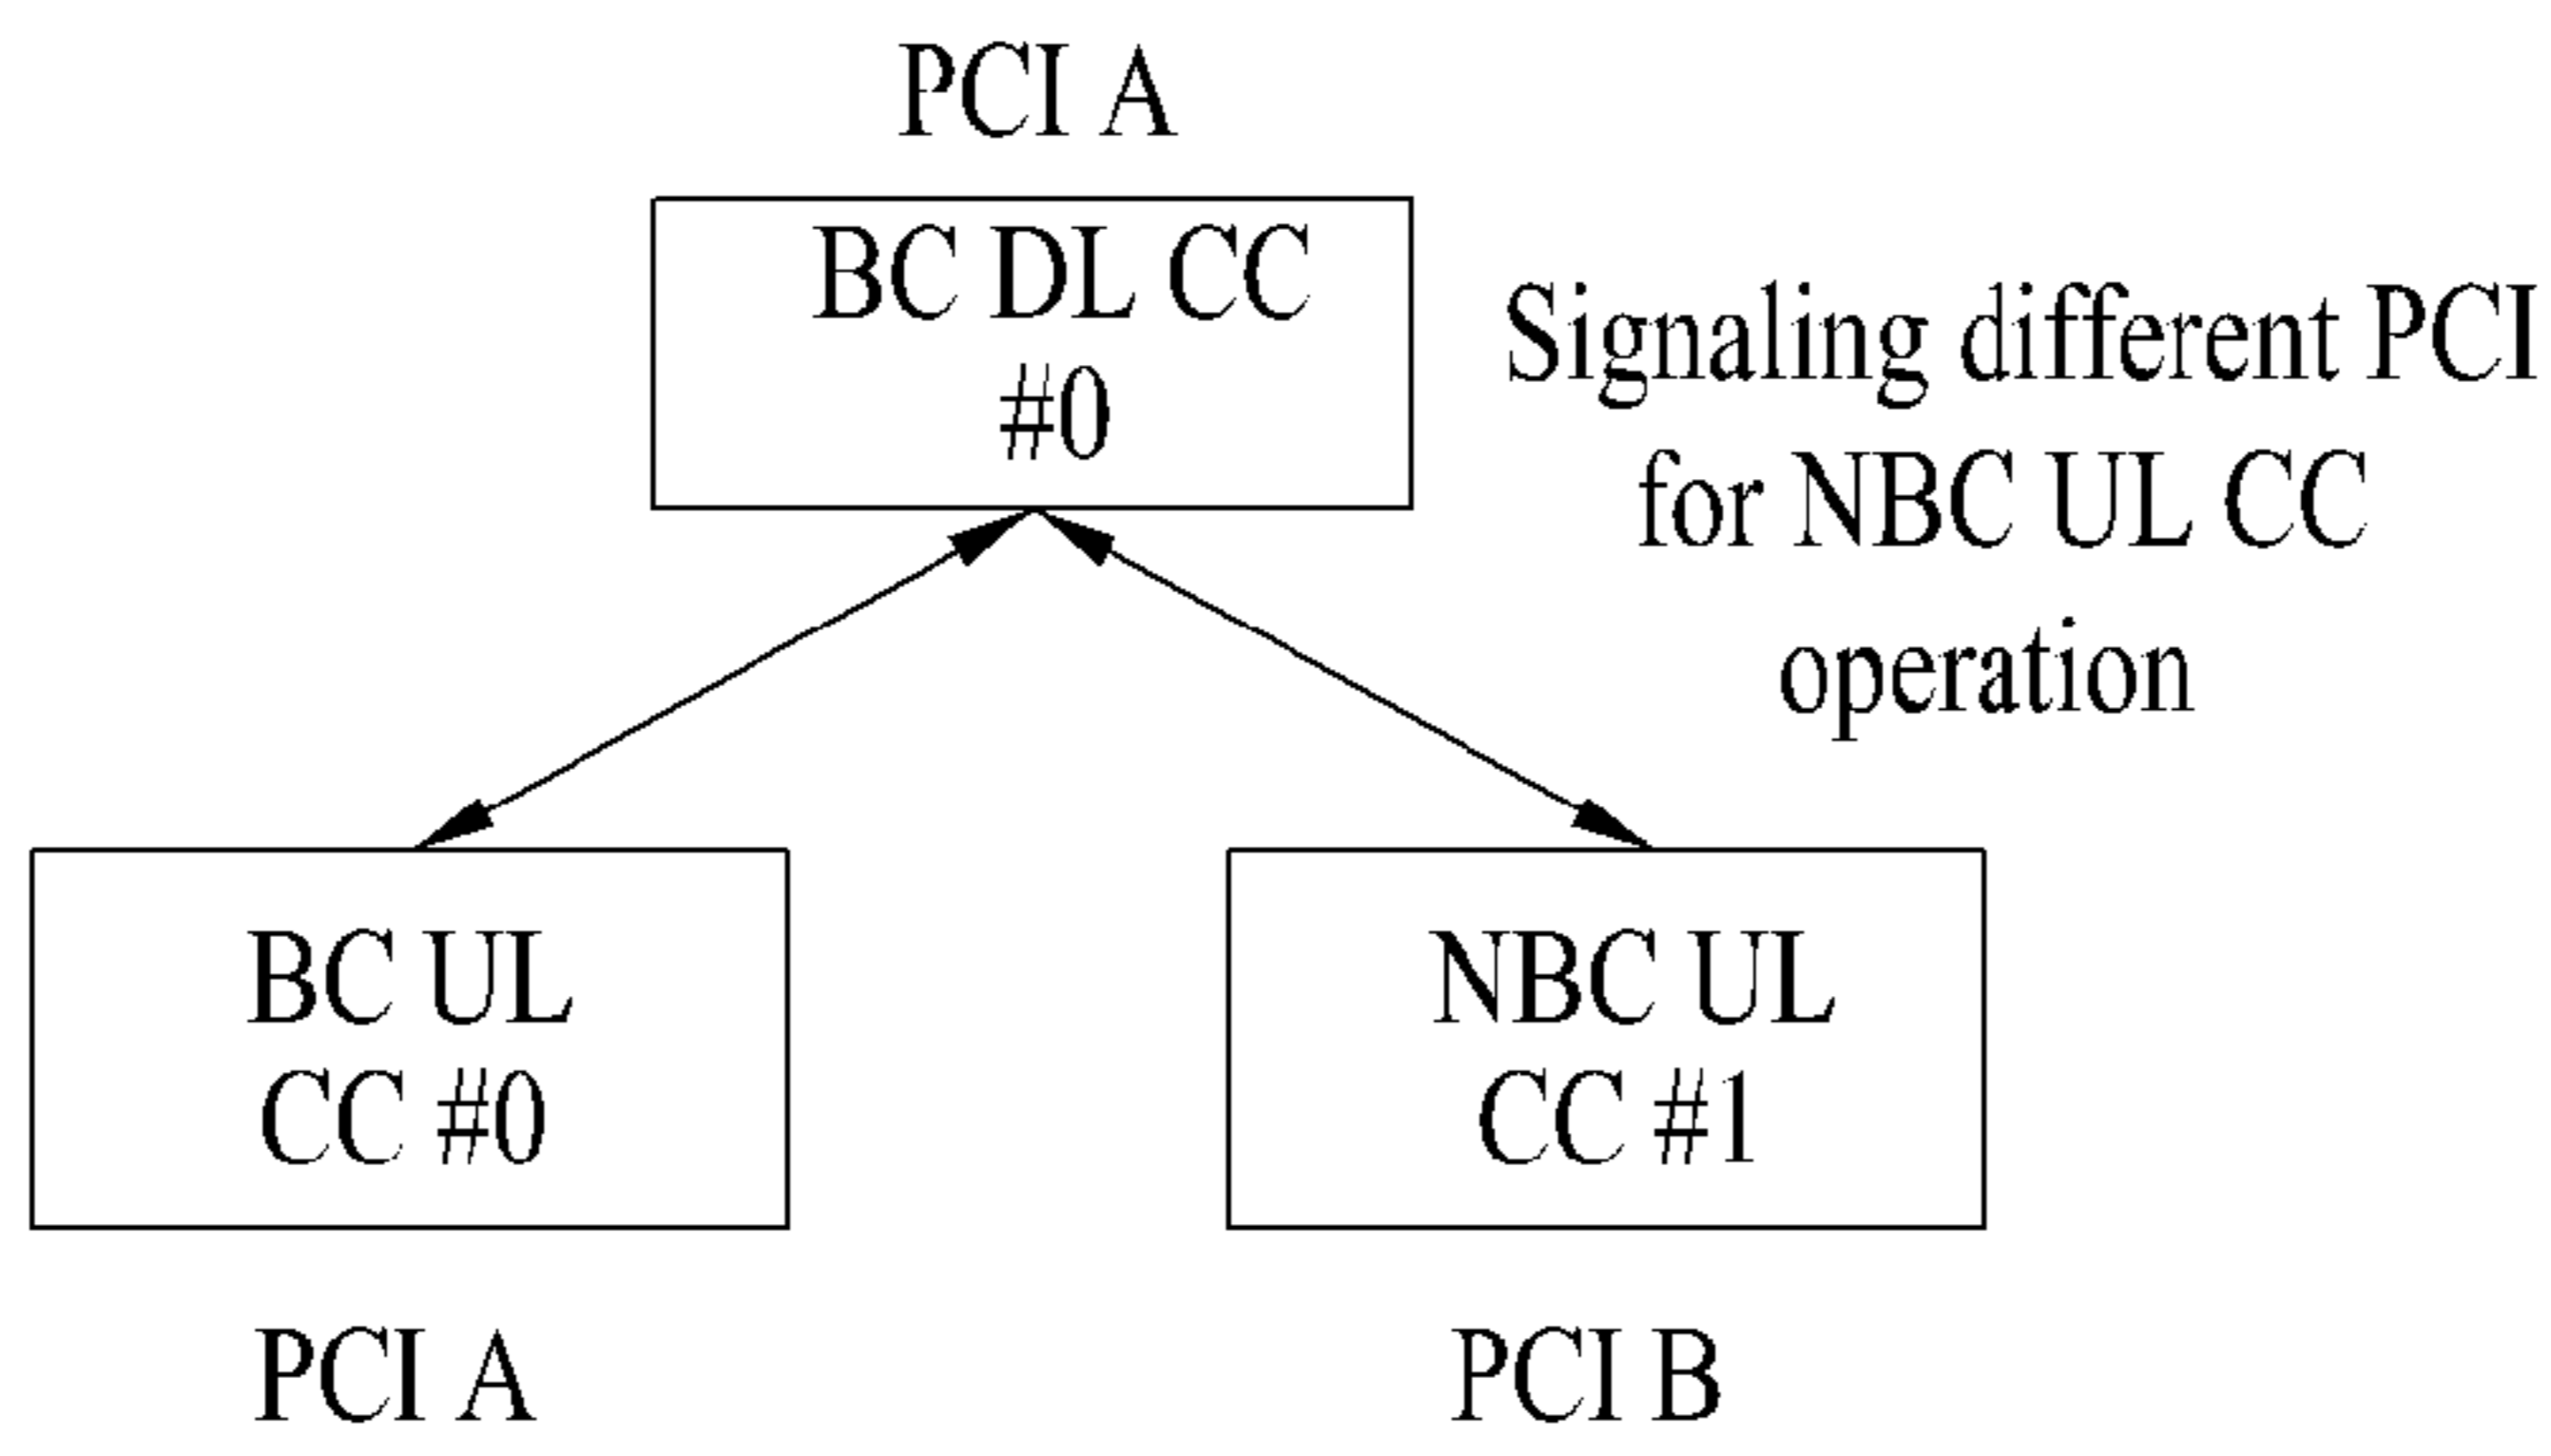 PCI A
BC DL CC
#0
Signaling different PCI
for NBC UL CC
operation
BC UL
CC #0
NBC UL
CC #1
PCI A
PCI B